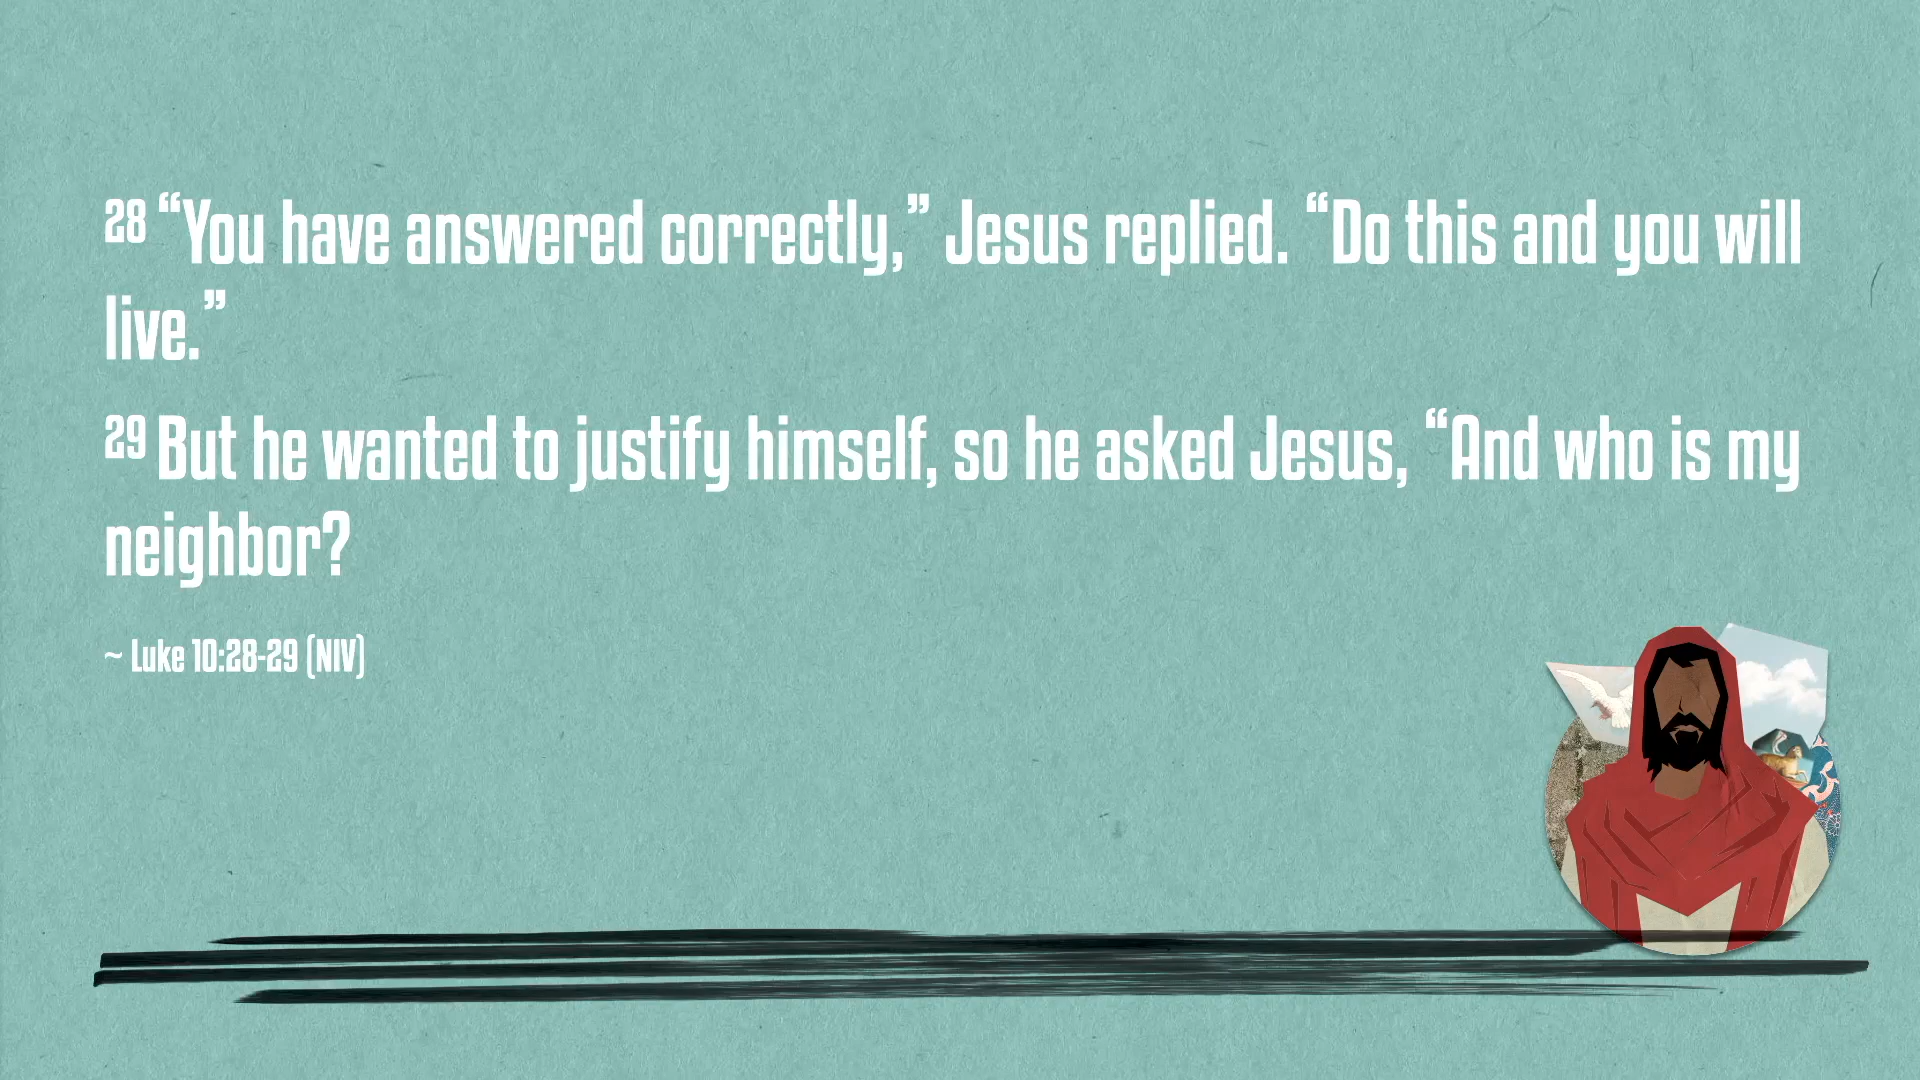 28 “You have answered correctly,” Jesus replied. “Do this and you will
live.”
29 But he wanted to justify himself, so he asked Jesus, “And who is my
neighbor?
~ Luke 10:28-29 (NIV)